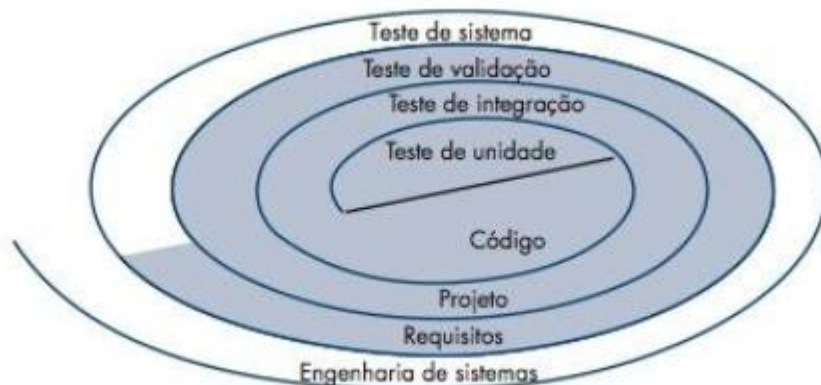 Teste de sistema
Teste de validação
Teste de integração
Teste de unidade
Código
Projeto
Requisitos
Engenharia de sistemas